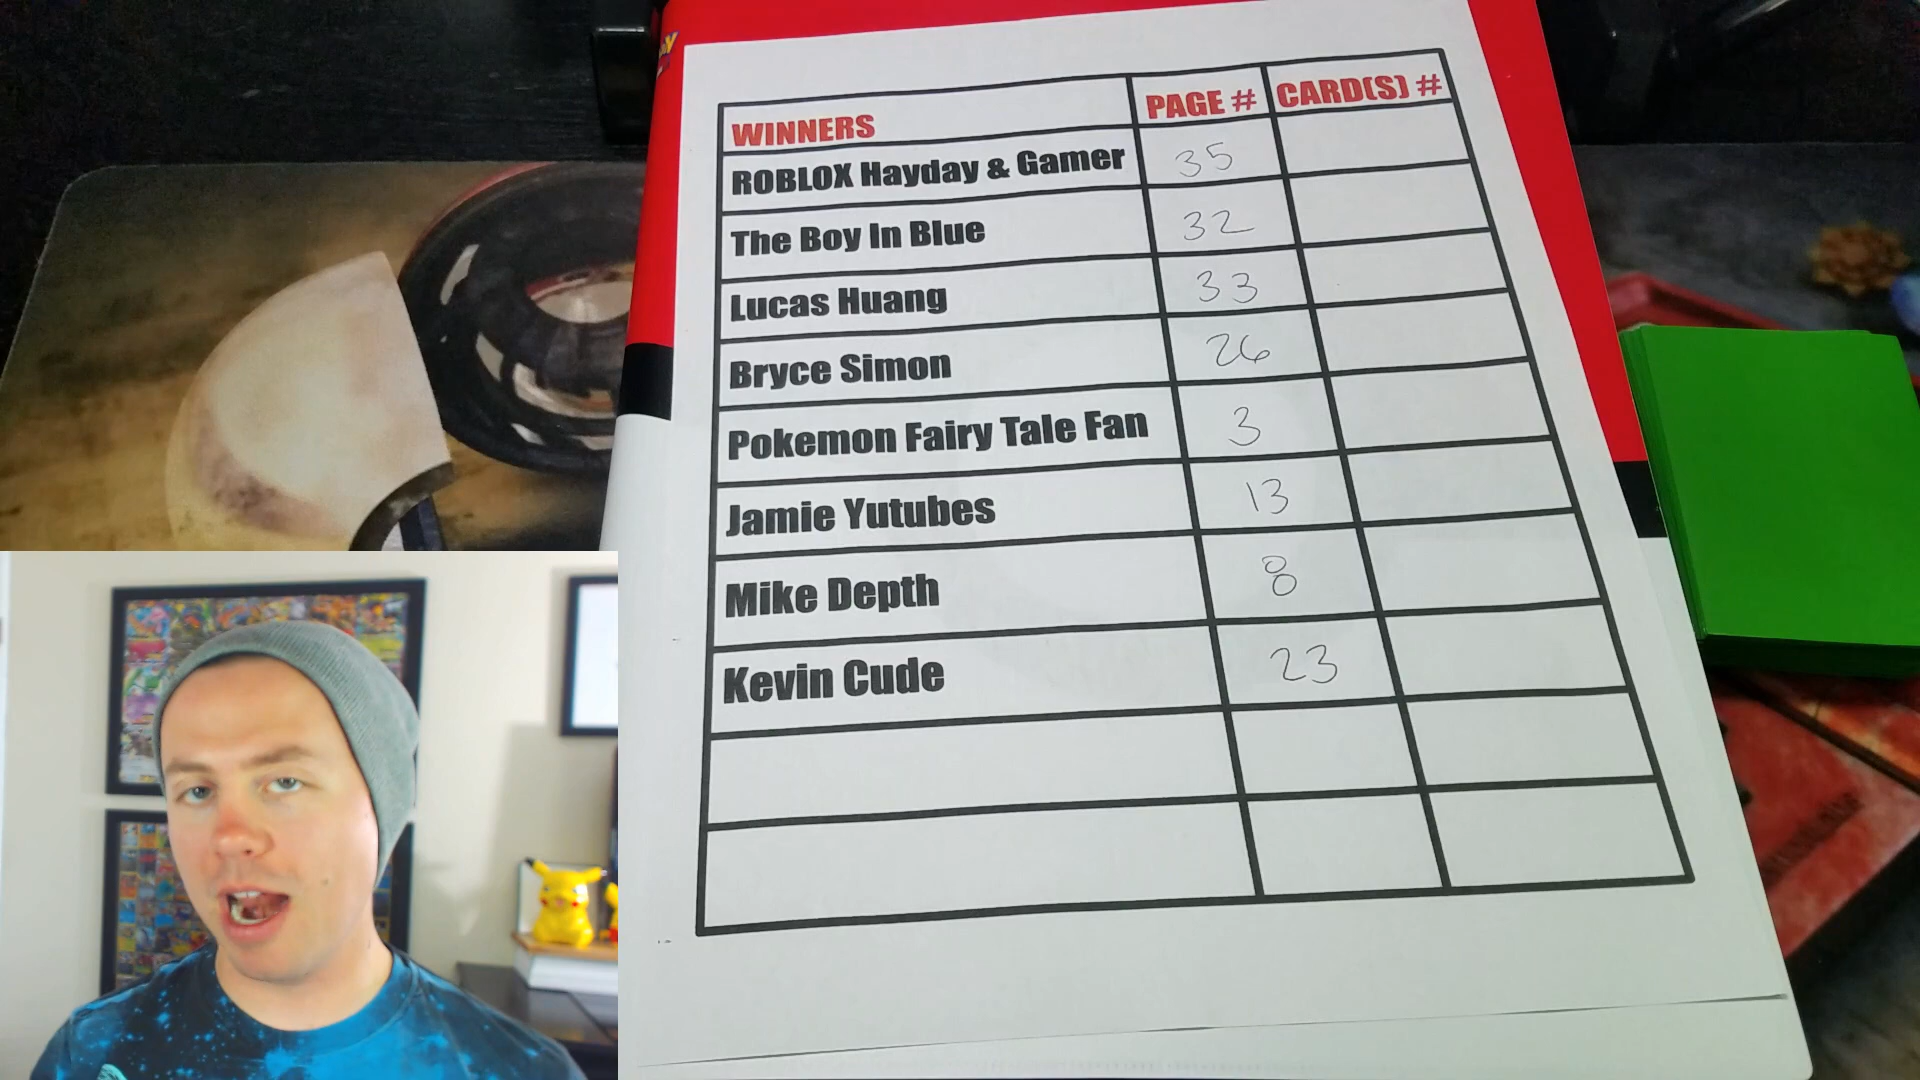 WINNERS PAGE # CARD(S) #
ROBLOX Hayday & Gamer 35
The Boy In Blue 32
Lucas Huang 33
Bryce Simon 26
Pokemon Fairy Tale Fan 3
Jamie Yutubes 13
Mike Depth 8
Kevin Cude 23